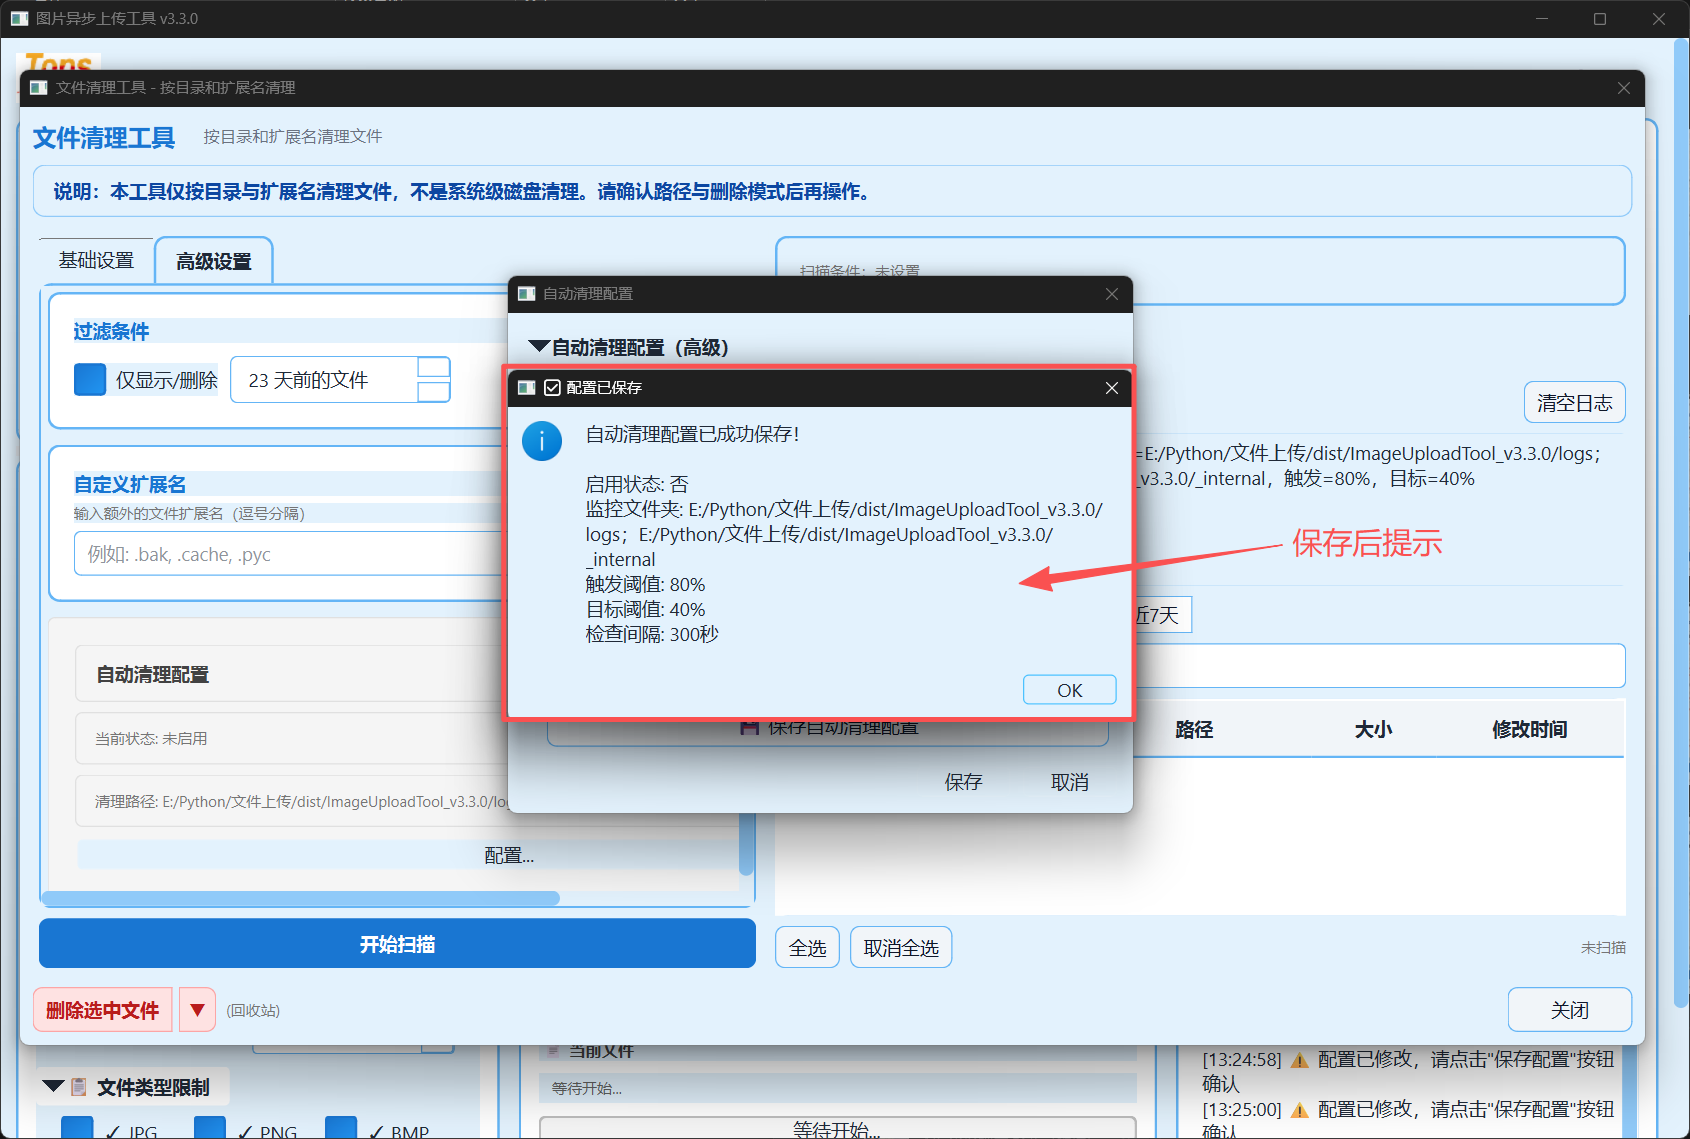 图片异步上传工具 v3.3.0
Tops
文件清理工具 - 按目录和扩展名清理
文件清理工具 按目录和扩展名清理文件
说明：本工具仅按目录与扩展名清理文件，不是系统级磁盘清理。请确认路径与删除模式后再操作。
基础设置 高级设置
扫描条件：未设置
过滤条件
仅显示/删除 23 天前的文件
自定义扩展名
输入额外的文件扩展名（逗号分隔）
例如: .bak, .cache, .pyc
自动清理配置
当前状态: 未启用
清理路径: E:/Python/文件上传/dist/ImageUploadTool_v3.3.0/lo
配置...
开始扫描
删除选中文件 ▼ (回收站)
自动清理配置
▼自动清理配置（高级）
配置已保存
自动清理配置已成功保存！
启用状态: 否
监控文件夹: E:/Python/文件上传/dist/ImageUploadTool_v3.3.0/
logs；E:/Python/文件上传/dist/ImageUploadTool_v3.3.0/
_internal
触发阈值: 80%
目标阈值: 40%
检查间隔: 300秒
OK
保存自动清理配置
保存 取消
清空日志
=E:/Python/文件上传/dist/ImageUploadTool_v3.3.0/logs；
_v3.3.0/_internal，触发=80%，目标=40%
保存后提示
近7天
路径 大小 修改时间
全选 取消全选 未扫描
关闭
当前文件
等待开始...
等待开始...
▼ 文件类型限制
✓ JPG ✓ PNG ✓ BMP
[13:24:58] ⚠ 配置已修改，请点击"保存配置"按钮
确认
[13:25:00] ⚠ 配置已修改，请点击"保存配置"按钮
确认